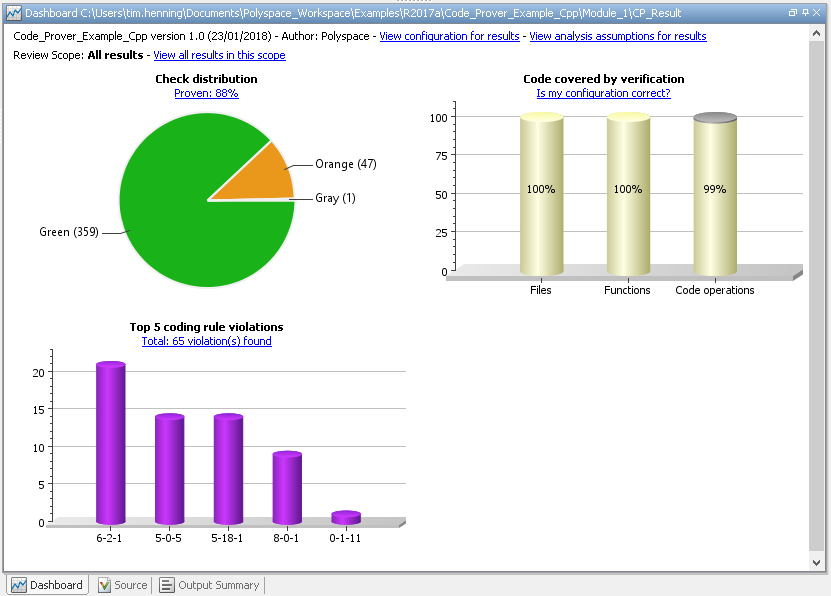 Dashboard C:\Users\tim.henning\Documents\Polyspace_Workspace\Examples\R2017a\Code_Prover_Example_Cpp\Module_1\CP_Result
Code_Prover_Example_Cpp version 1.0 (23/01/2018) - Author: Polyspace - View configuration for results - View analysis assumptions for results
Review Scope: All results - View all results in this scope
Check distribution
Proven: 88%
Orange (47)
Gray (1)
Green (359)
Code covered by verification
Is my configuration correct?
100
75
50
25
0
100%
100%
99%
Files
Functions
Code operations
Top 5 coding rule violations
Total: 65 violation(s) found
20
15
10
5
0
6-2-1
5-0-5
5-18-1
8-0-1
0-1-11
Dashboard
Source
Output Summary